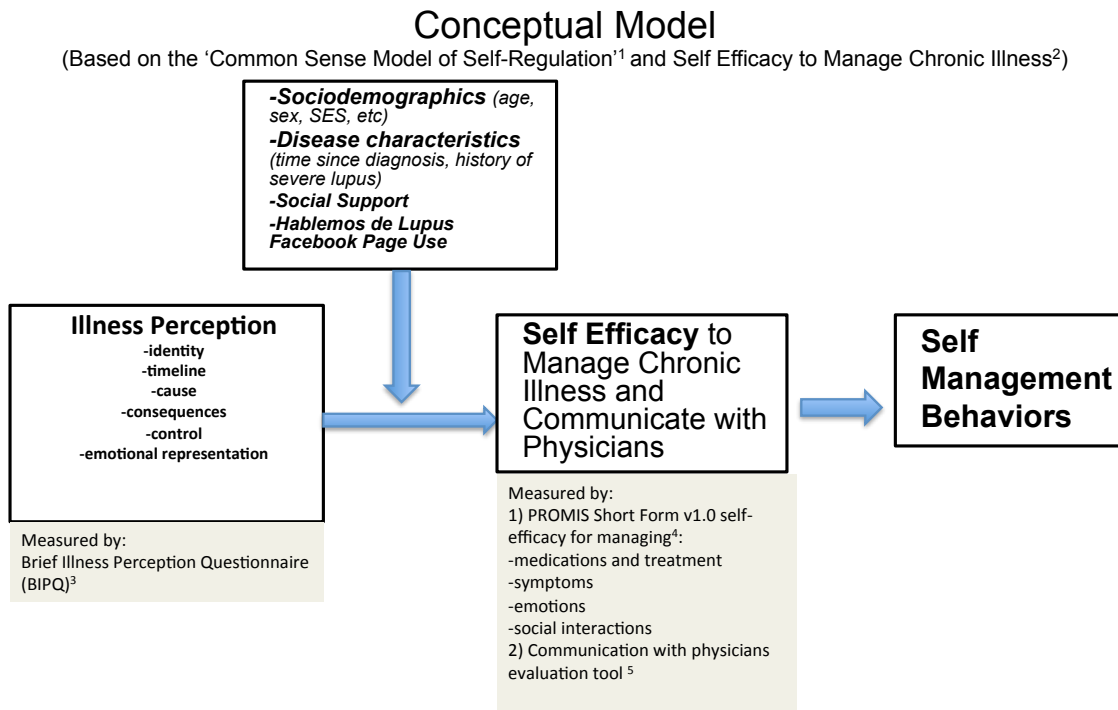 Conceptual Model
(Based on the ‘Common Sense Model of Self-Regulation’1 and Self Efficacy to Manage Chronic Illness2)
-Sociodemographics (age,
sex, SES, etc)
-Disease characteristics
(time since diagnosis, history of
severe lupus)
-Social Support
-Hablemos de Lupus
Facebook Page Use
Illness Perception
-identity
-timeline
-cause
-consequences
-control
-emotional representation
Measured by:
Brief Illness Perception Questionnaire
(BIPQ)3
Self Efficacy to
Manage Chronic
Illness and
Communicate with
Physicians
Measured by:
1) PROMIS Short Form v1.0 self-
efficacy for managing4:
-medications and treatment
-symptoms
-emotions
-social interactions
2) Communication with physicians
evaluation tool 5
Self
Management
Behaviors